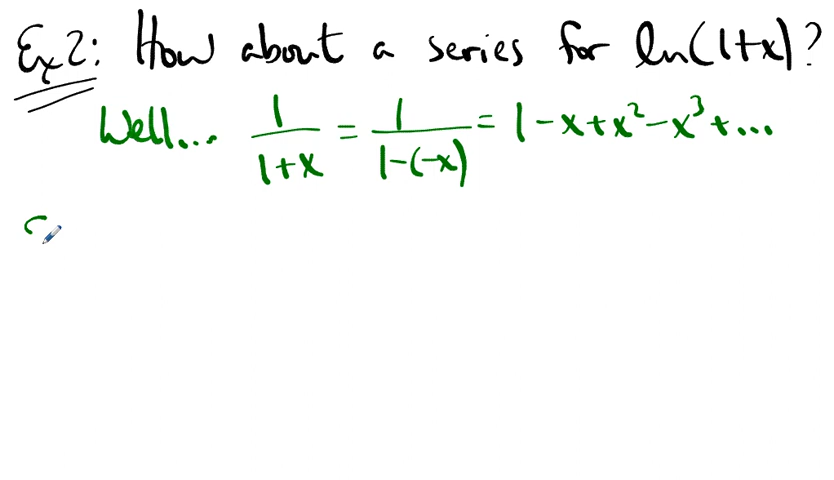 Ex2: How about a series for ln(1+x)?
Well... 1/(1+x) = 1/(1-(-x)) = 1-x+x²-x³+...